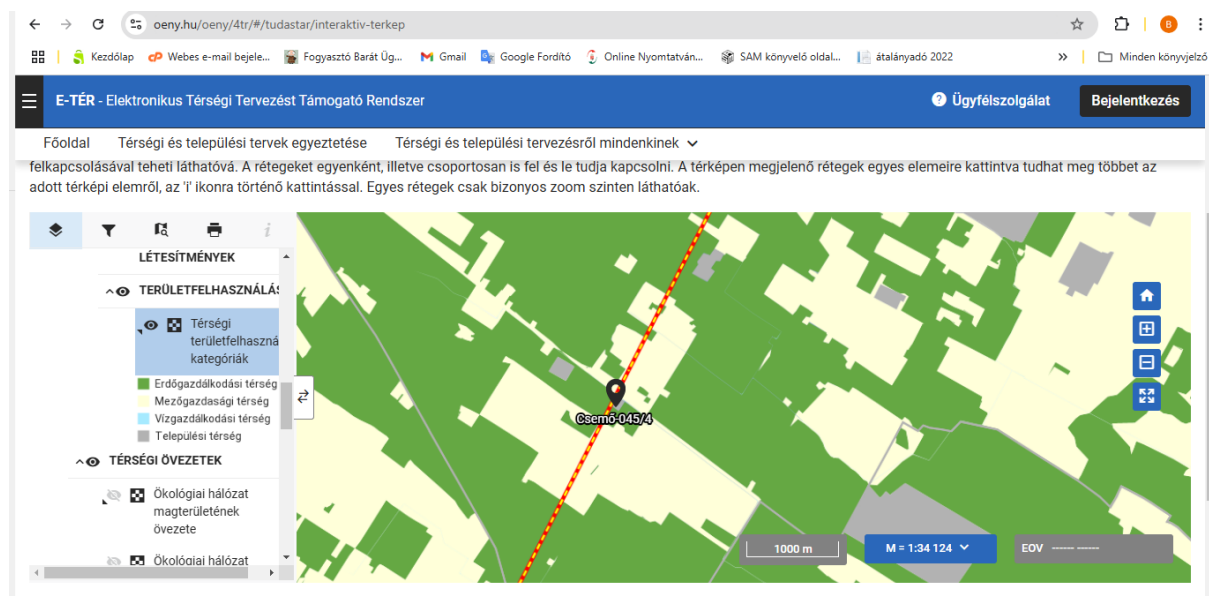 oeny.hu/oeny/4tr/#/tudastar/interaktiv-terkep
B
Kezdőlap
Webes e-mail bejele...
Fogyasztó Barát Üg...
Gmail
Google Fordító
Online Nyomtatván...
SAM könyvelő oldal...
átalányadó 2022
»
Minden könyvjelző
E-TÉR - Elektronikus Térségi Tervezést Támogató Rendszer
Ügyfélszolgálat
Bejelentkezés
Főoldal
Térségi és települési tervek egyeztetése
Térségi és települési tervezésről mindenkinek
felkapcsolásával teheti láthatóvá. A rétegeket egyenként, illetve csoportosan is fel és le tudja kapcsolni. A térképen megjelenő rétegek egyes elemeire kattintva tudhat meg többet az
adott térképi elemről, az 'i' ikonra történő kattintással. Egyes rétegek csak bizonyos zoom szinten láthatóak.
i
LÉTESÍTMÉNYEK
TERÜLETFELHASZNÁLÁS
Térségi
területfelhaszná
kategóriák
Erdőgazdálkodási térség
Mezőgazdasági térség
Vízgazdálkodási térség
Települési térség
TÉRSÉGI ÖVEZETEK
Ökológiai hálózat
magterületének
övezete
Ökológiai hálózat
Csemő-045/4
1000 m
M = 1:34 124
EOV ------ ------